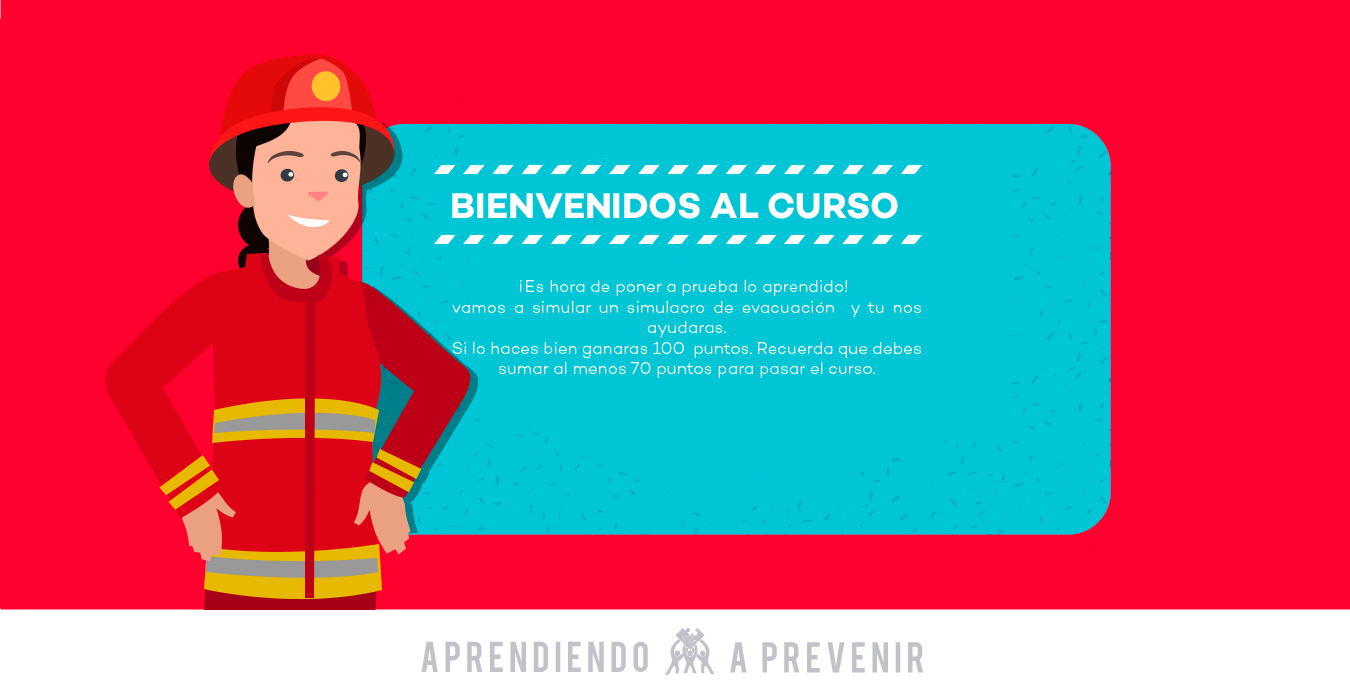 BIENVENIDOS AL CURSO
¡Es hora de poner a prueba lo aprendido!
vamos a simular un simulacro de evacuación y tu nos
ayudaras.
Si lo haces bien ganaras 100 puntos. Recuerda que debes
sumar al menos 70 puntos para pasar el curso.
APRENDIENDO A PREVENIR